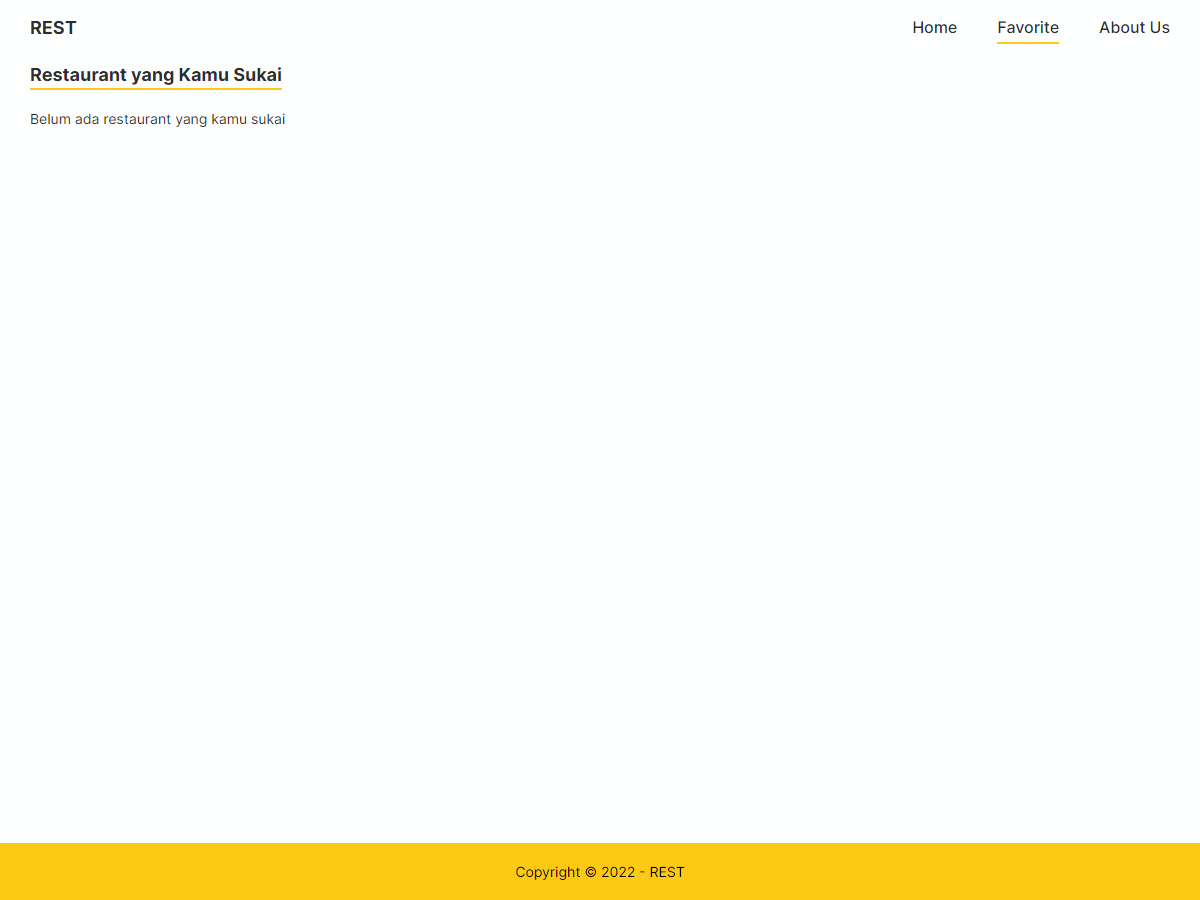 REST
Home
Favorite
About Us
Restaurant yang Kamu Sukai
Belum ada restaurant yang kamu sukai
Copyright © 2022 - REST